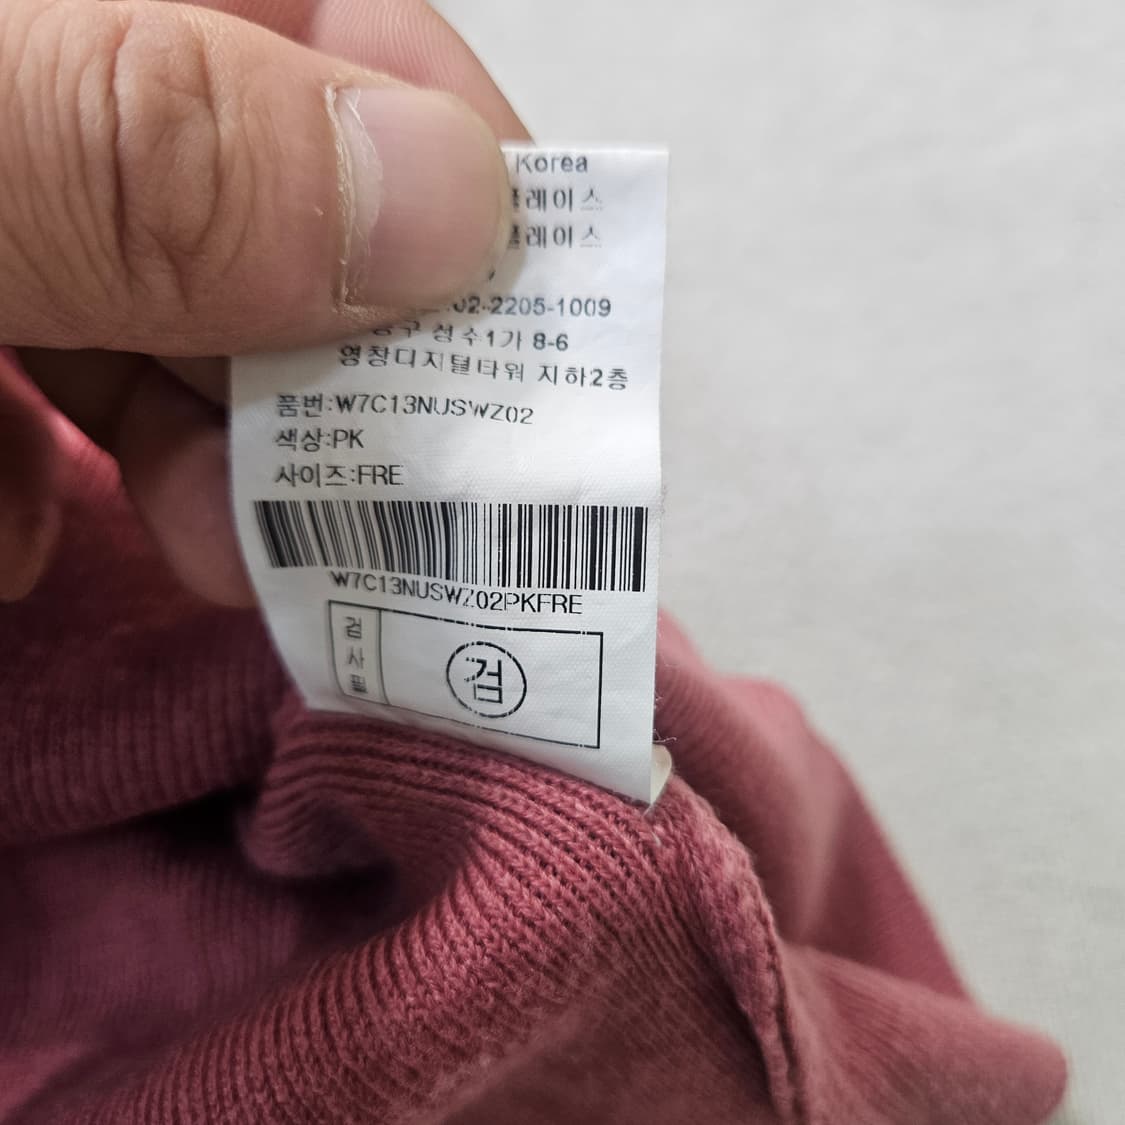 Korea
레이스
레이스
02-2205-1009
성수1가 8-6
영창디지털타워 지하2층
품번:W7C13NUSWZ02
색상:PK
사이즈:FRE
W7C13NUSWZ02PKFRE
검사필
검